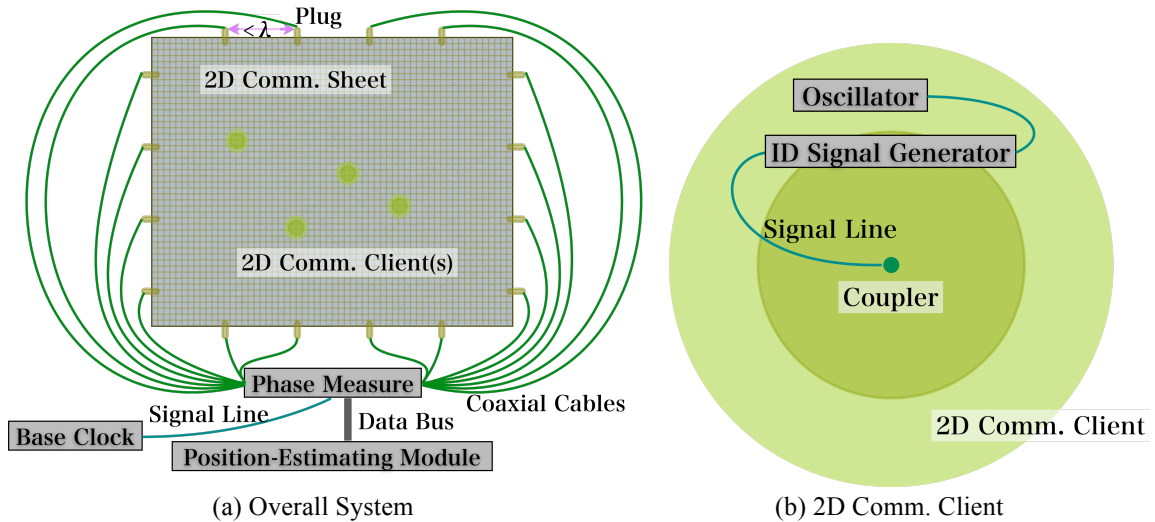 Plug
< λ
2D Comm. Sheet
2D Comm. Client(s)
Phase Measure
Signal Line
Coaxial Cables
Data Bus
Base Clock
Position-Estimating Module
(a) Overall System
Oscillator
ID Signal Generator
Signal Line
Coupler
2D Comm. Client
(b) 2D Comm. Client